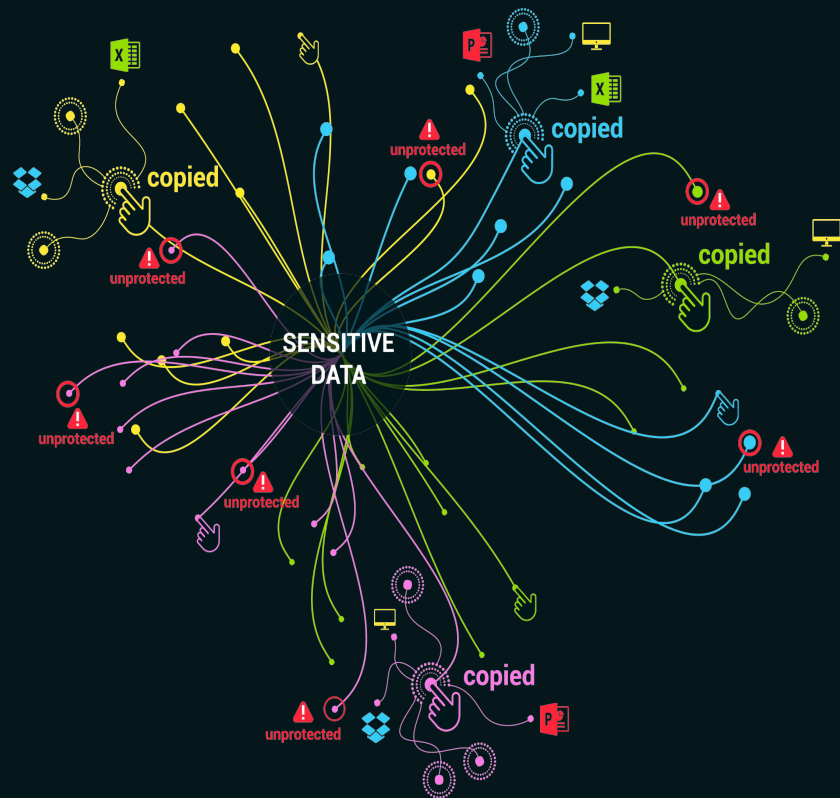 X
P
X
copied
unprotected
copied
unprotected
unprotected
copied
SENSITIVE
DATA
unprotected
unprotected
unprotected
copied
P
unprotected